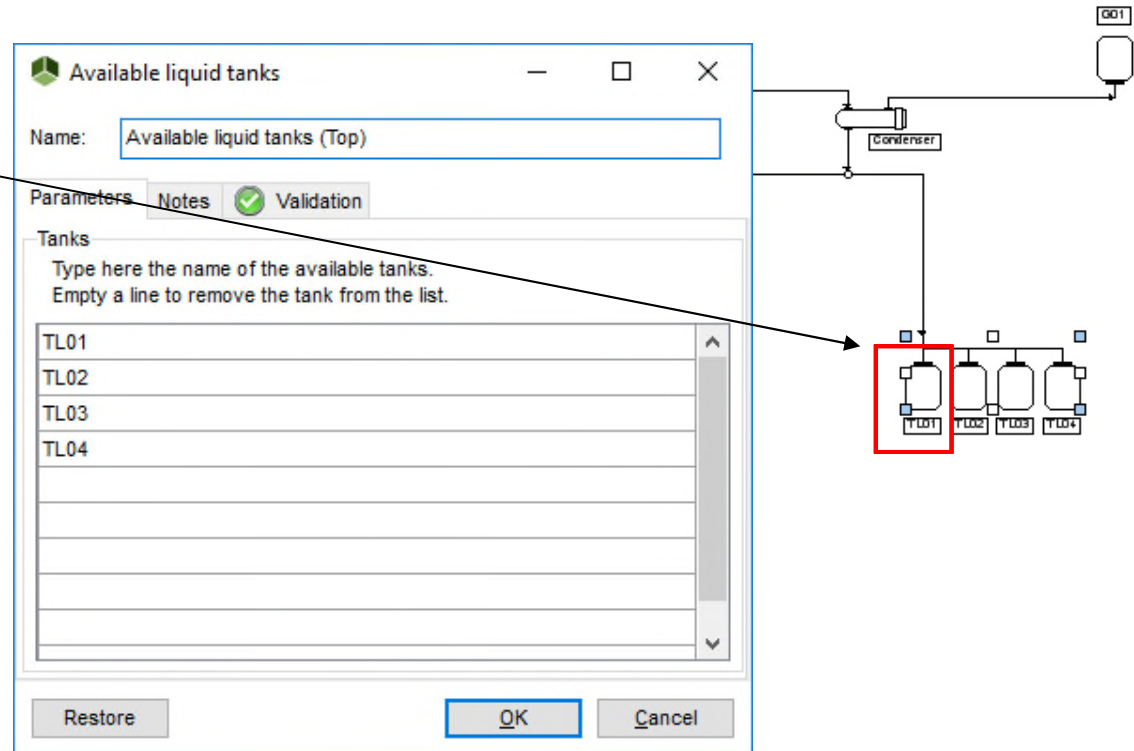 G01
Available liquid tanks
Name: Available liquid tanks (Top)
Condenser
Parameters Notes Validation
Tanks
Type here the name of the available tanks.
Empty a line to remove the tank from the list.
TL01
TL02
TL03
TL04
TL01 TL02 TL03 TL04
Restore OK Cancel